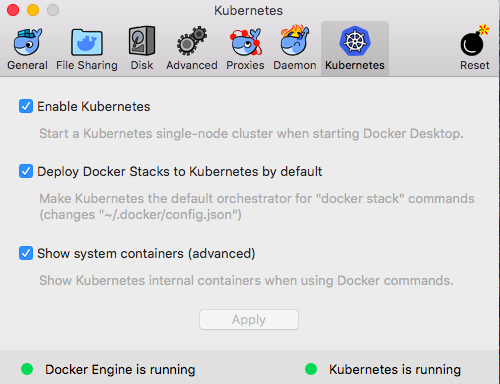 Kubernetes
General File Sharing Disk Advanced Proxies Daemon Kubernetes Reset
Enable Kubernetes
Start a Kubernetes single-node cluster when starting Docker Desktop.
Deploy Docker Stacks to Kubernetes by default
Make Kubernetes the default orchestrator for "docker stack" commands
(changes "~/.docker/config.json")
Show system containers (advanced)
Show Kubernetes internal containers when using Docker commands.
Apply
Docker Engine is running Kubernetes is running